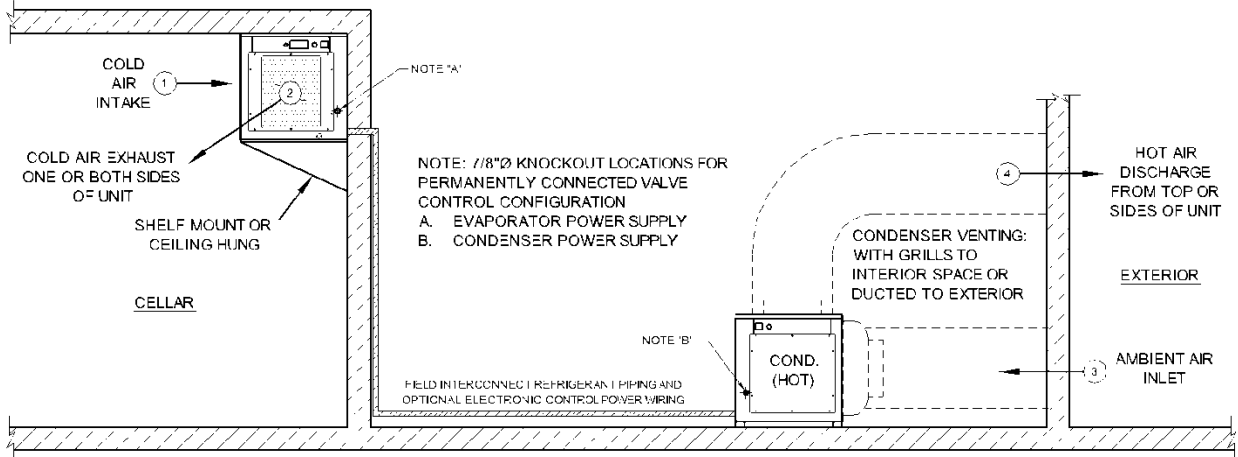 COLD
AIR
INTAKE
1
2
NOTE "A"
COLD AIR EXHAUST
ONE OR BOTH SIDES
OF UNIT
SHELF MOUNT OR
CEILING HUNG
CELLAR
NOTE: 7/8"Ø KNOCKOUT LOCATIONS FOR
PERMANENTLY CONNECTED VALVE
CONTROL CONFIGURATION
A. EVAPORATOR POWER SUPPLY
B. CONDENSER POWER SUPPLY
4
HOT AIR
DISCHARGE
FROM TOP OR
SIDES OF UNIT
CONDENSER VENTING:
WITH GRILLS TO
INTERIOR SPACE OR
DUCTED TO EXTERIOR
EXTERIOR
NOTE 'B'
COND.
(HOT)
3
AMBIENT AIR
INLET
FIELD INTERCONNECT REFRIGERANT PIPING AND
OPTIONAL ELECTRONIC CONTROL POWER WIRING